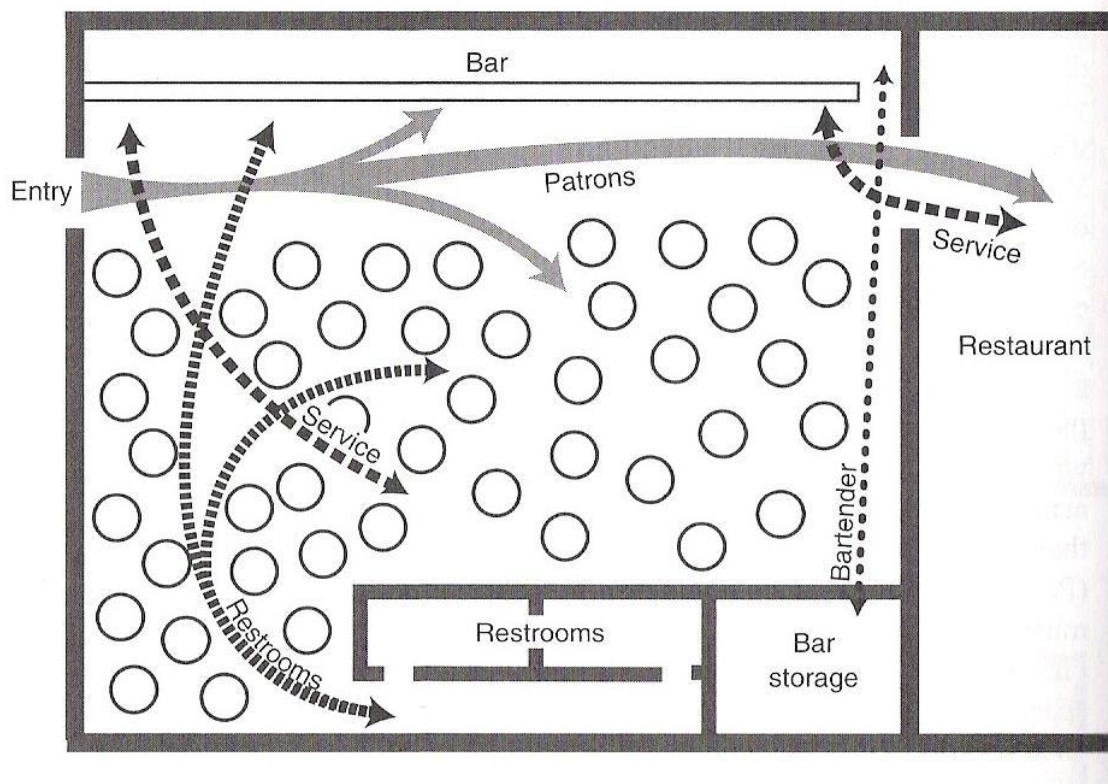 Bar
Entry
Patrons
Service
Restaurant
Service
Bartender
Restrooms
Restrooms
Bar
storage